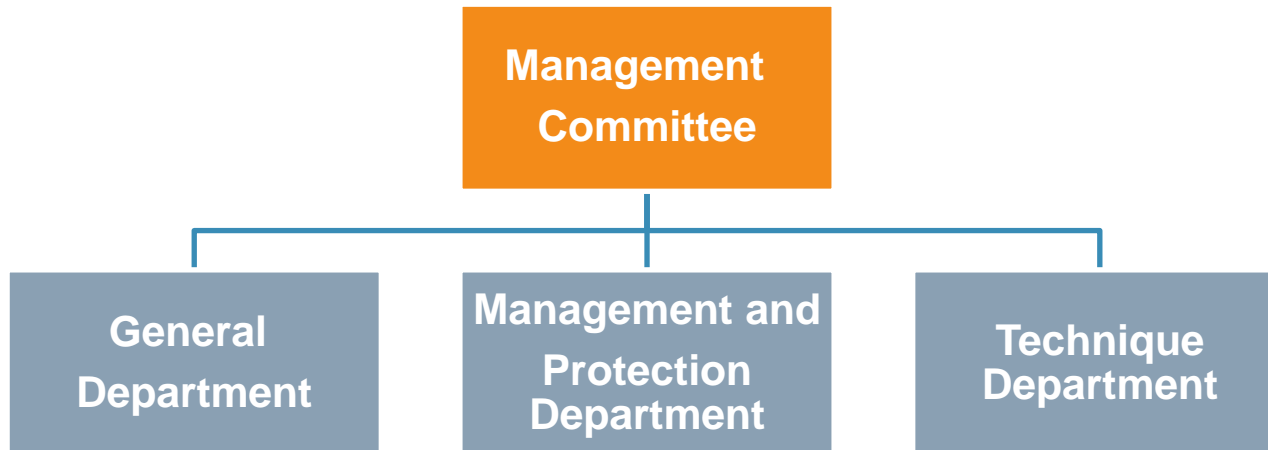 Management
Committee
General
Department
Management and
Protection
Department
Technique
Department